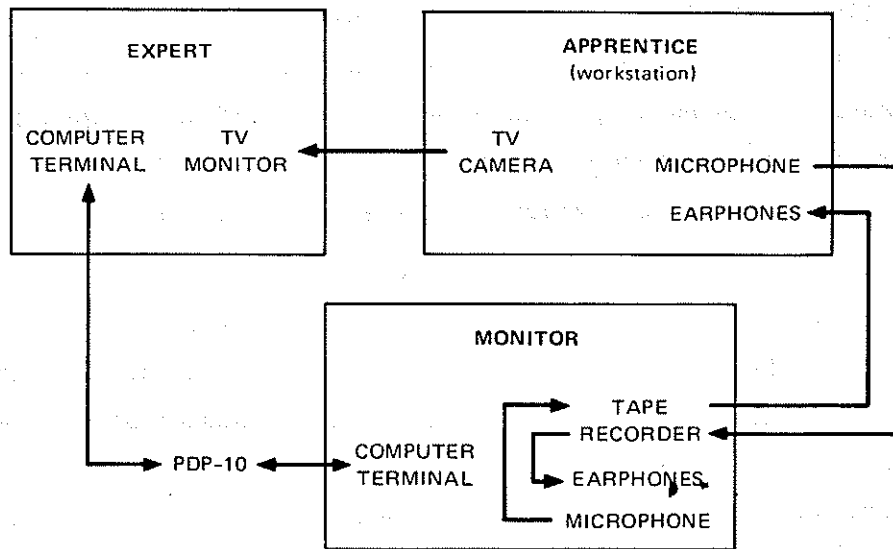 EXPERT
COMPUTER
TERMINAL
TV
MONITOR
APPRENTICE
(workstation)
TV
CAMERA
MICROPHONE
EARPHONES
MONITOR
TAPE
RECORDER
EARPHONES
MICROPHONE
COMPUTER
TERMINAL
PDP-10